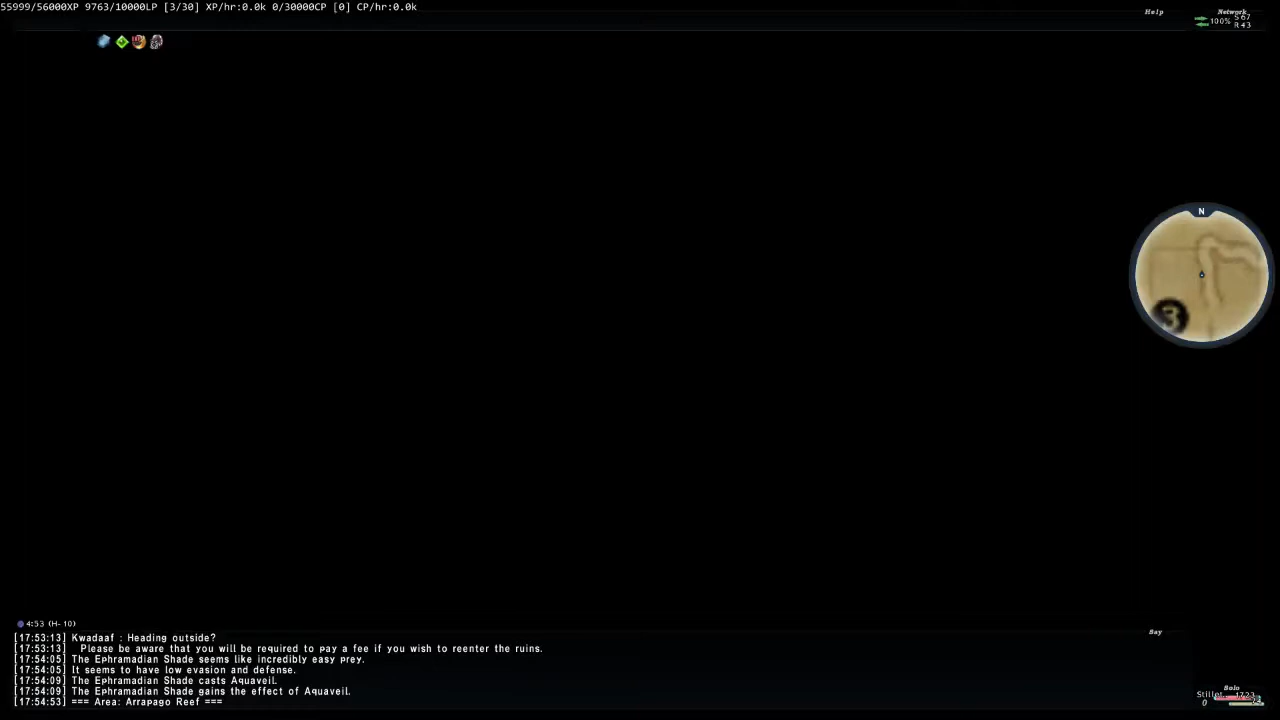 55999/56000XP 9763/10000LP [3/30] XP/hr:0.0k 0/30000CP [0] CP/hr:0.0k
Help
Network
100% S 67
R 43
N
3
4:53 (H-10)
[17:53:13] Kwadaaf : Heading outside?
[17:53:13] Please be aware that you will be required to pay a fee if you wish to reenter the ruins.
[17:54:05] The Ephramadian Shade seems like incredibly easy prey.
[17:54:05] It seems to have low evasion and defense.
[17:54:09] The Ephramadian Shade casts Aquaveil.
[17:54:09] The Ephramadian Shade gains the effect of Aquaveil.
[17:54:53] === Area: Arrapago Reef ===
Say
Solo
1723
0